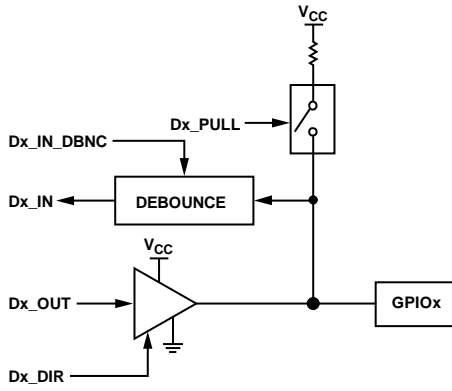 VCC
Dx_PULL
Dx_IN_DBNC
Dx_IN
DEBOUNCE
VCC
Dx_OUT
GPIOx
Dx_DIR